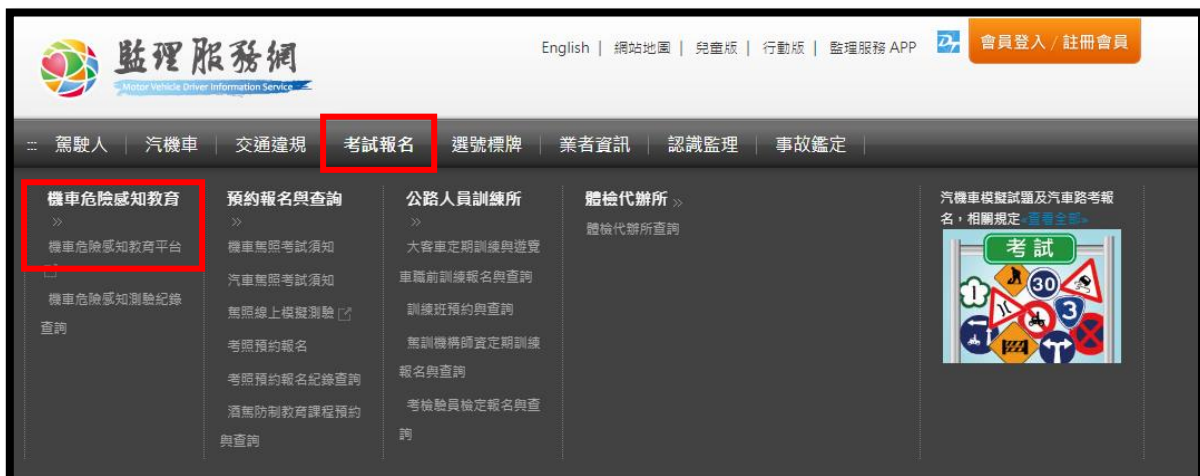 監理服務網
Motor Vehicle Driver Information Service
English | 網站地圖 | 兒童版 | 行動版 | 監理服務 APP
會員登入 / 註冊會員
::: 駕駛人 | 汽機車 | 交通違規 | 考試報名 | 選號標牌 | 業者資訊 | 認識監理 | 事故鑑定 |
機車危險感知教育
»
機車危險感知教育平台
機車危險感知測驗紀錄
查詢
預約報名與查詢
»
機車駕照考試須知
汽車駕照考試須知
駕照線上模擬測驗
考照預約報名
考照預約報名紀錄查詢
酒駕防制教育課程預約
與查詢
公路人員訓練所
»
大客車定期訓練與遊覽
車職前訓練報名與查詢
訓練班預約與查詢
駕訓機構師資定期訓練
報名與查詢
考檢驗員檢定報名與查
詢
體檢代辦所 »
體檢代辦所查詢
汽機車模擬試題及汽車路考報
名，相關規定«查看全部»
考試
30
3